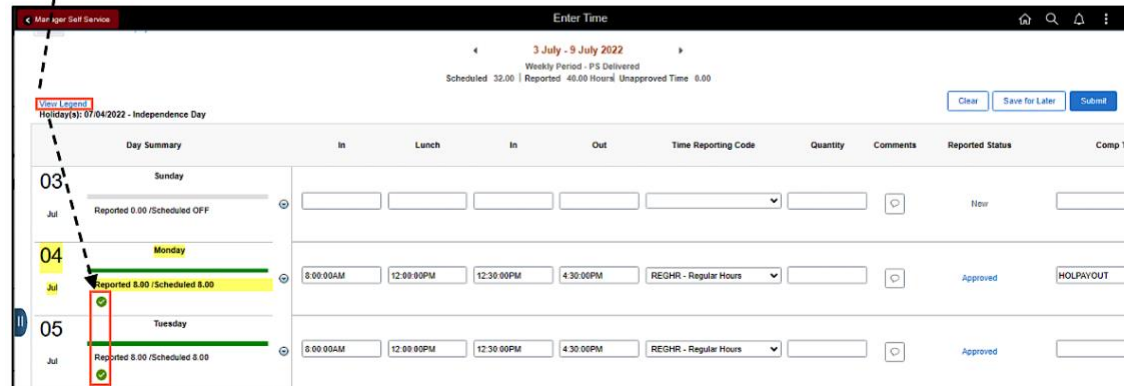 Manager Self Service
Enter Time
3 July - 9 July 2022
Weekly Period - PS Delivered
Scheduled 32.00 | Reported 40.00 Hours| Unapproved Time 0.00
View Legend
Clear
Save for Later
Submit
Holiday(s): 07/04/2022 - Independence Day
Day Summary In Lunch In Out Time Reporting Code Quantity Comments Reported Status Comp
03 Sunday
Jul Reported 0.00 /Scheduled OFF New
04 Monday
Jul Reported 8.00 /Scheduled 8.00 8:00:00AM 12:00:00PM 12:30:00PM 4:30:00PM REGHR - Regular Hours Approved HOLPAYOUT
05 Tuesday
Jul Reported 8.00 /Scheduled 8.00 8:00:00AM 12:00:00PM 12:30:00PM 4:30:00PM REGHR - Regular Hours Approved